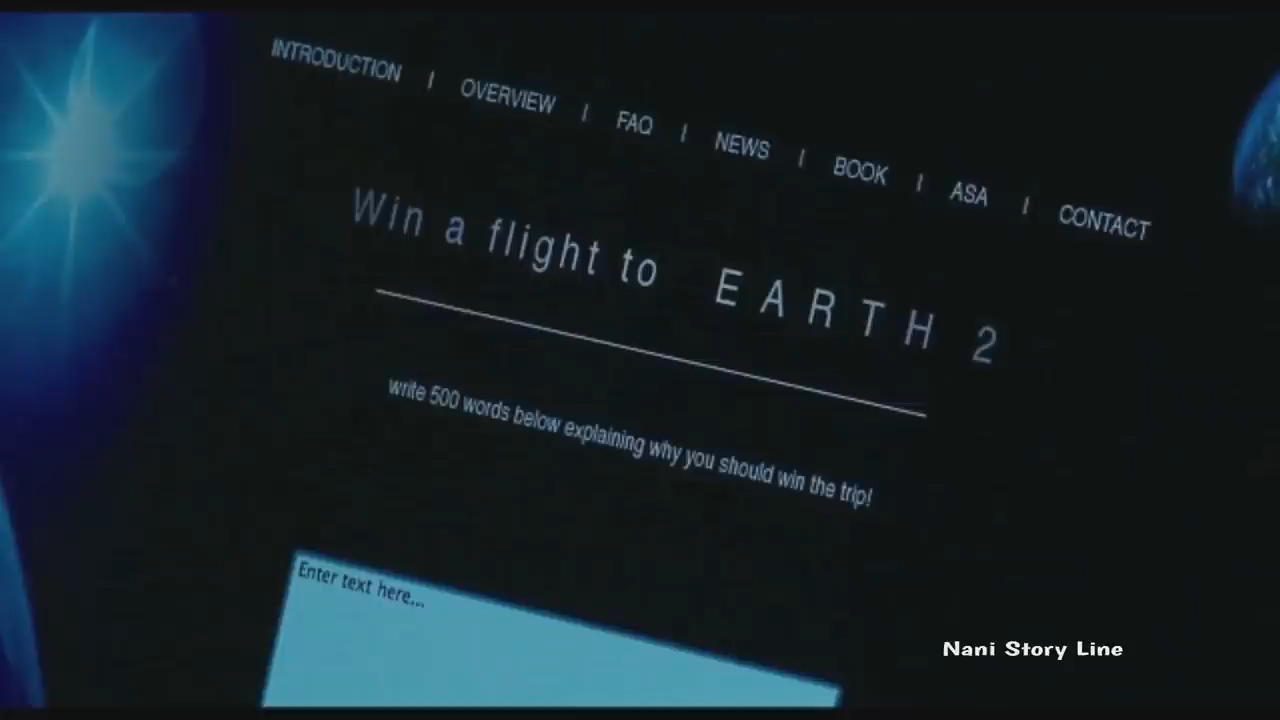 INTRODUCTION | OVERVIEW | FAQ | NEWS | BOOK | ASA | CONTACT
Win a flight to EARTH 2
write 500 words below explaining why you should win the trip!
Enter text here...
Nani Story Line